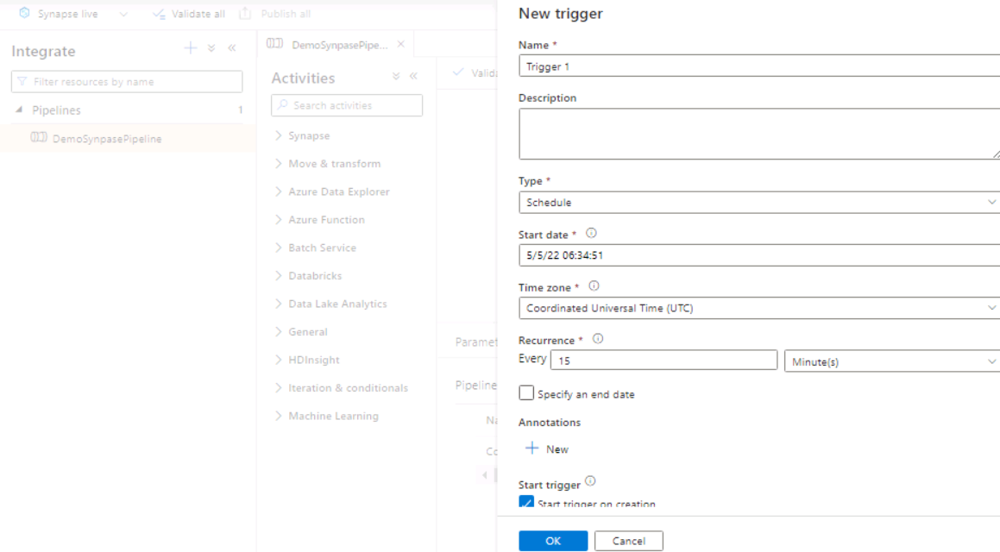 Synapse live
Validate all
Publish all
Integrate
Filter resources by name
Pipelines 1
DemoSynpasePipeline
DemoSynpasePipe...
Activities
Search activities
Synapse
Move & transform
Azure Data Explorer
Azure Function
Batch Service
Databricks
Data Lake Analytics
General
HDInsight
Iteration & conditionals
Machine Learning
Valida
Paramet
Pipeline
Na
Co
New trigger
Name *
Trigger 1
Description
Type *
Schedule
Start date *
5/5/22 06:34:51
Time zone *
Coordinated Universal Time (UTC)
Recurrence *
Every 15 Minute(s)
Specify an end date
Annotations
New
Start trigger
Start trigger on creation
OK Cancel